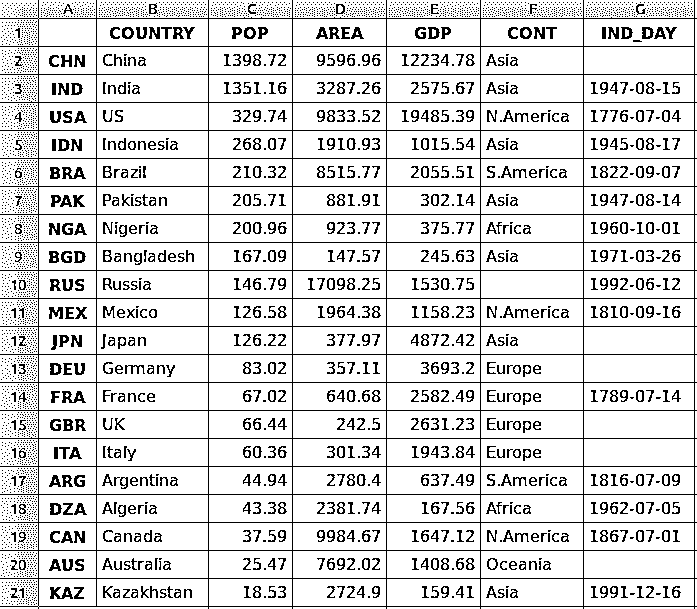 A B C D E F G
1 COUNTRY POP AREA GDP CONT IND_DAY
2 CHN China 1398.72 9596.96 12234.78 Asia
3 IND India 1351.16 3287.26 2575.67 Asia 1947-08-15
4 USA US 329.74 9833.52 19485.39 N.America 1776-07-04
5 IDN Indonesia 268.07 1910.93 1015.54 Asia 1945-08-17
6 BRA Brazil 210.32 8515.77 2055.51 S.America 1822-09-07
7 PAK Pakistan 205.71 881.91 302.14 Asia 1947-08-14
8 NGA Nigeria 200.96 923.77 375.77 Africa 1960-10-01
9 BGD Bangladesh 167.09 147.57 245.63 Asia 1971-03-26
10 RUS Russia 146.79 17098.25 1530.75 1992-06-12
11 MEX Mexico 126.58 1964.38 1158.23 N.America 1810-09-16
12 JPN Japan 126.22 377.97 4872.42 Asia
13 DEU Germany 83.02 357.11 3693.2 Europe
14 FRA France 67.02 640.68 2582.49 Europe 1789-07-14
15 GBR UK 66.44 242.5 2631.23 Europe
16 ITA Italy 60.36 301.34 1943.84 Europe
17 ARG Argentina 44.94 2780.4 637.49 S.America 1816-07-09
18 DZA Algeria 43.38 2381.74 167.56 Africa 1962-07-05
19 CAN Canada 37.59 9984.67 1647.12 N.America 1867-07-01
20 AUS Australia 25.47 7692.02 1408.68 Oceania
21 KAZ Kazakhstan 18.53 2724.9 159.41 Asia 1991-12-16